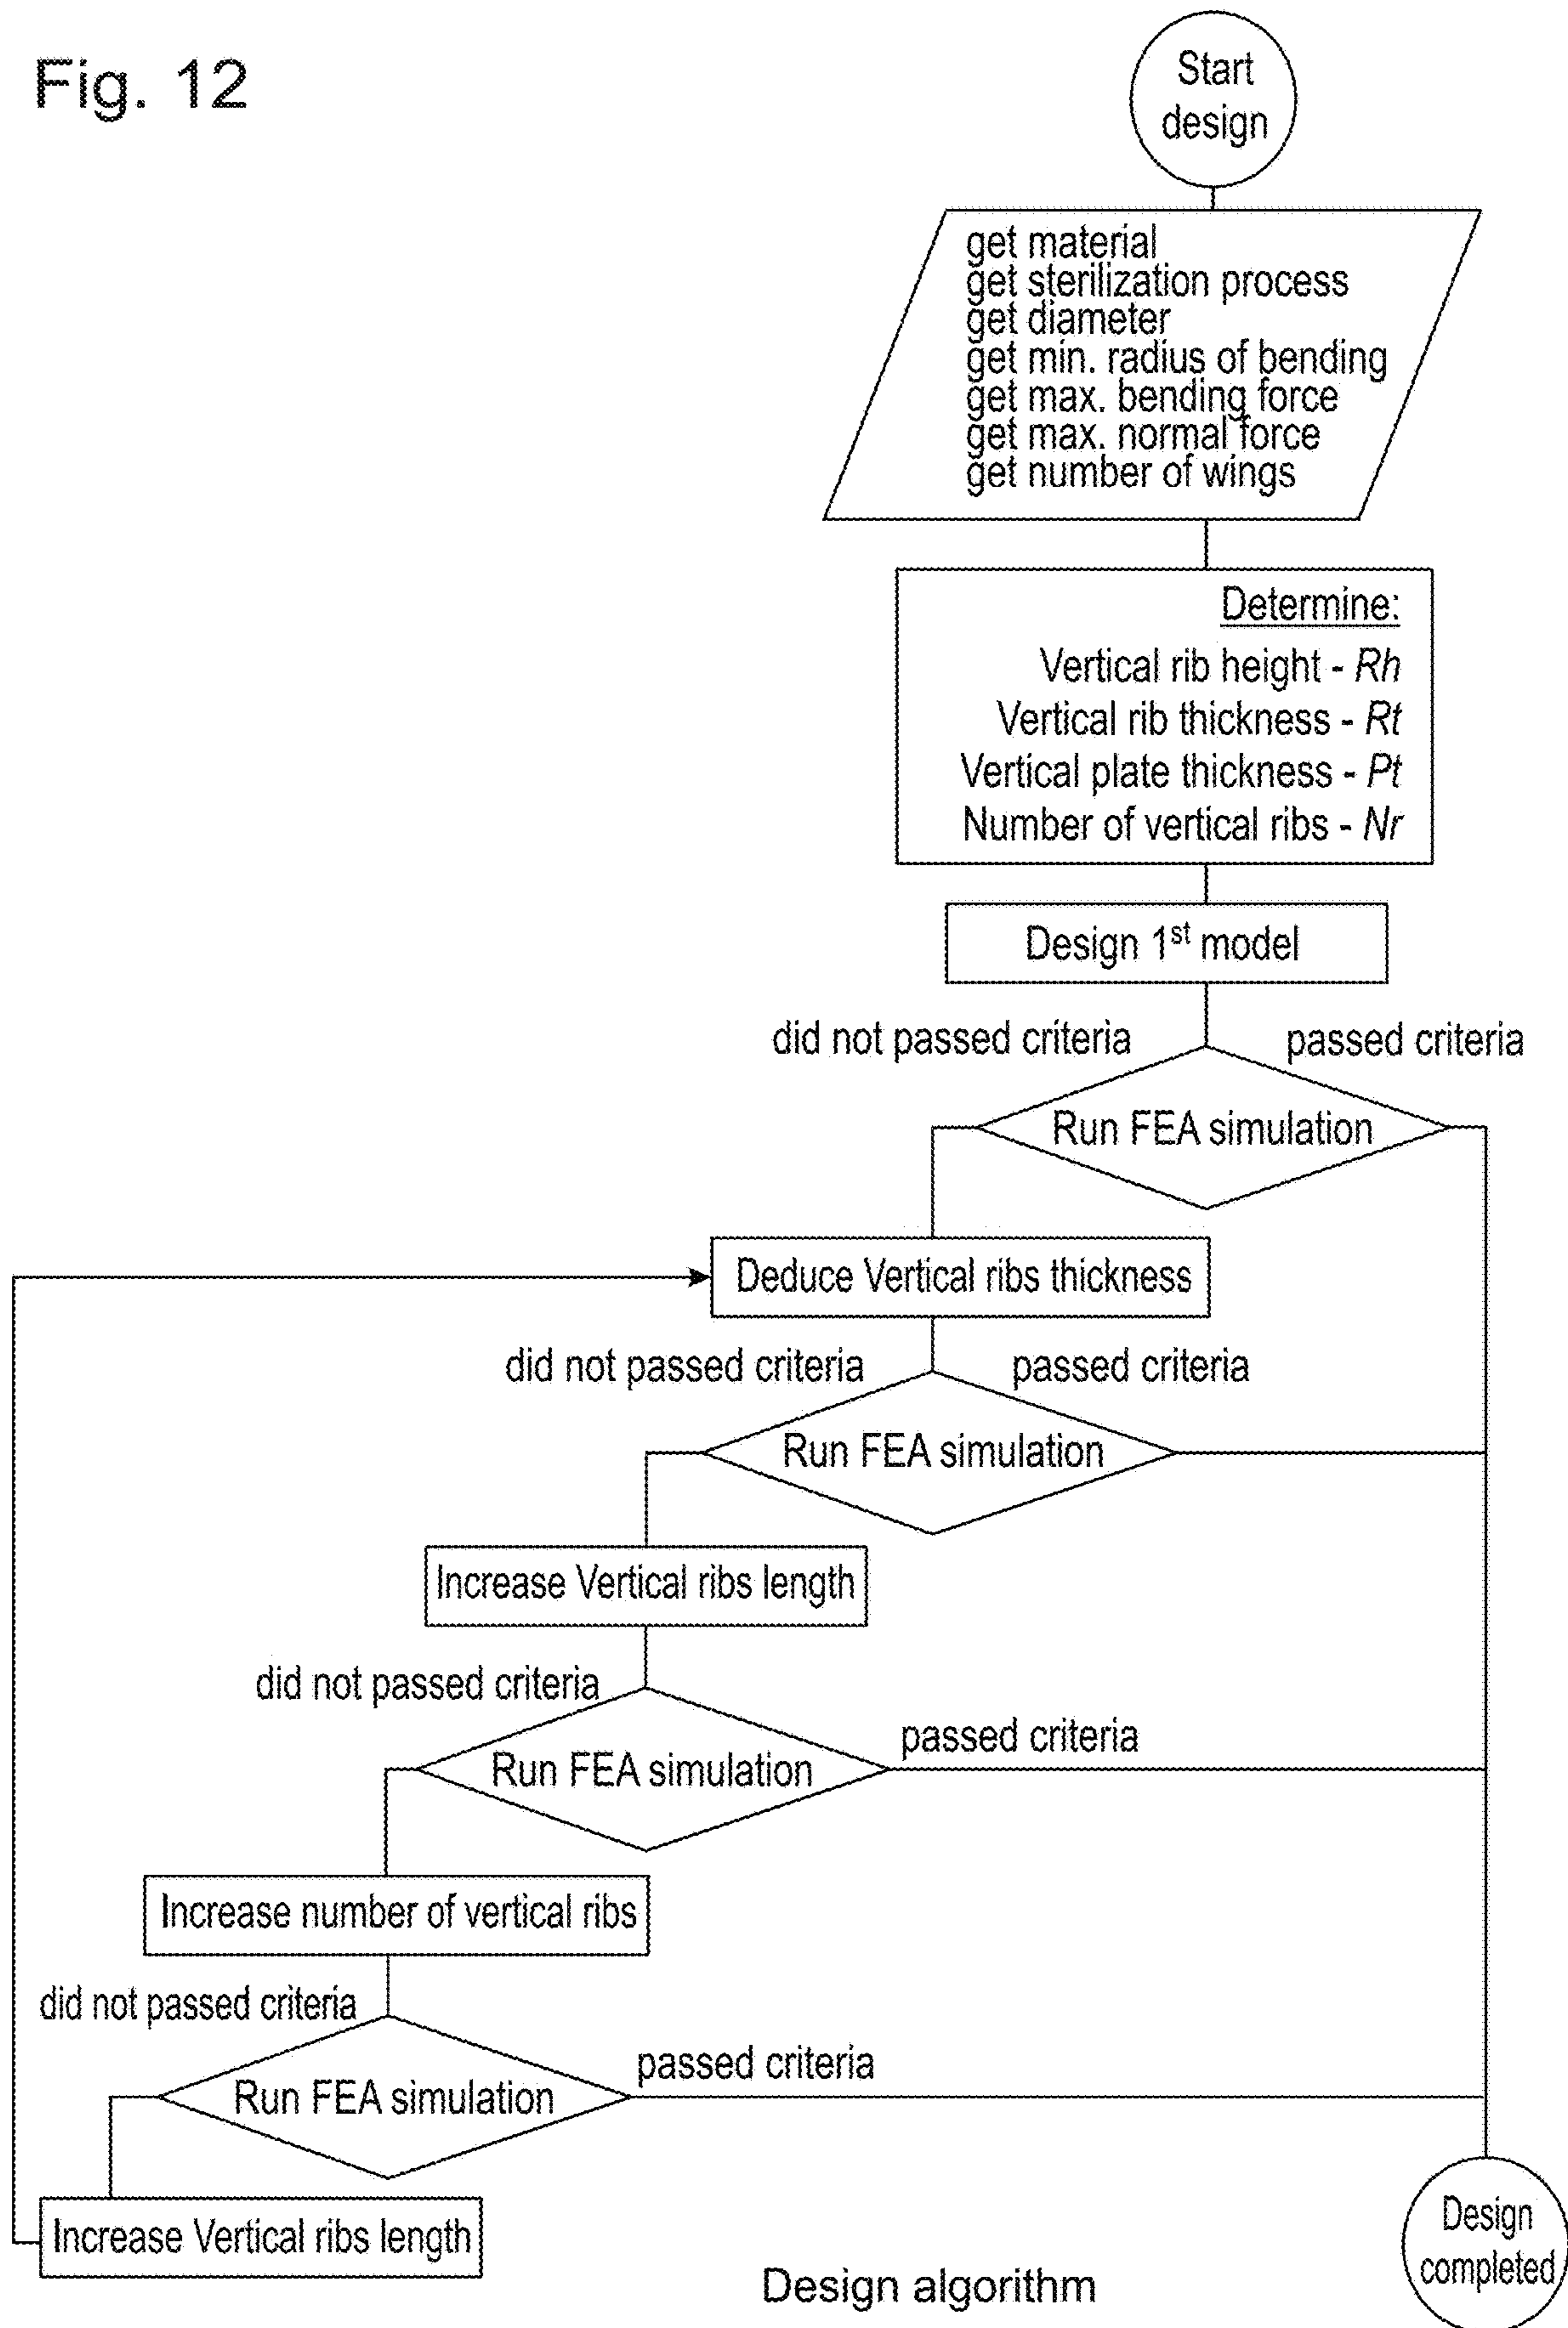 Fig. 12
Start
design
get material
get sterilization process
get diameter
get min. radius of bending
get max. bending force
get max. normal force
get number of wings
Determine:
Vertical rib height - Rh
Vertical rib thickness - Rt
Vertical plate thickness - Pt
Number of vertical ribs - Nr
Design 1st model
did not passed criteria
passed criteria
Run FEA simulation
Deduce Vertical ribs thickness
did not passed criteria
passed criteria
Run FEA simulation
Increase Vertical ribs length
did not passed criteria
passed criteria
Run FEA simulation
Increase number of vertical ribs
did not passed criteria
passed criteria
Run FEA simulation
Increase Vertical ribs length
Design
completed
Design algorithm